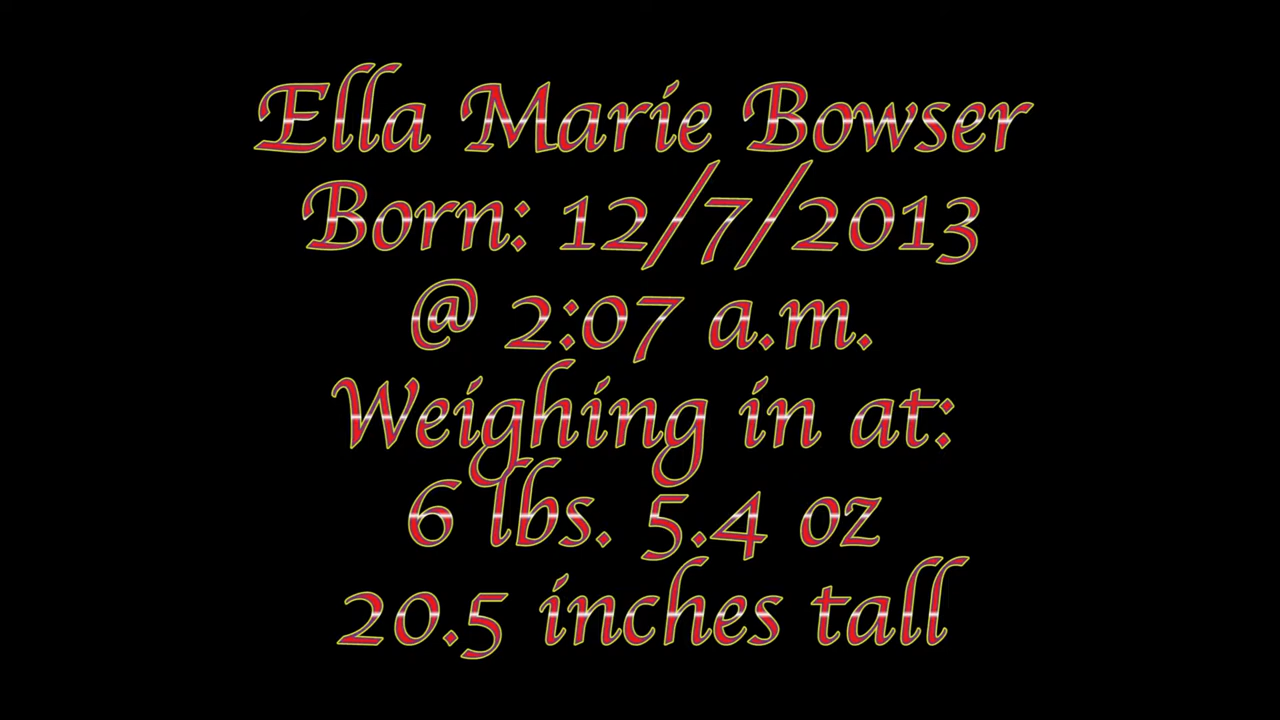 Ella Marie Bowser
Born: 12/7/2013
@ 2:07 a.m.
Weighing in at:
6 lbs. 5.4 oz
20.5 inches tall